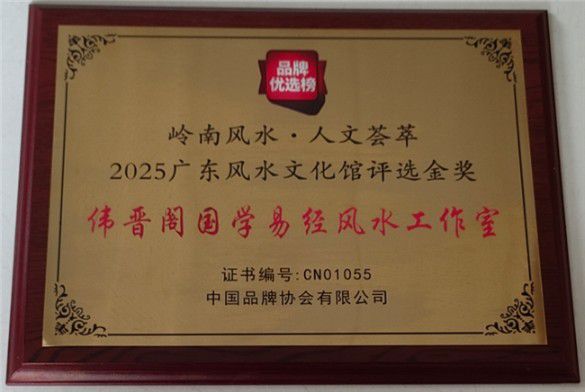 品牌
优选榜
岭南风水·人文荟萃
2025广东风水文化馆评选金奖
伟晋阁国学易经风水工作室
证书编号:CN01055
中国品牌协会有限公司